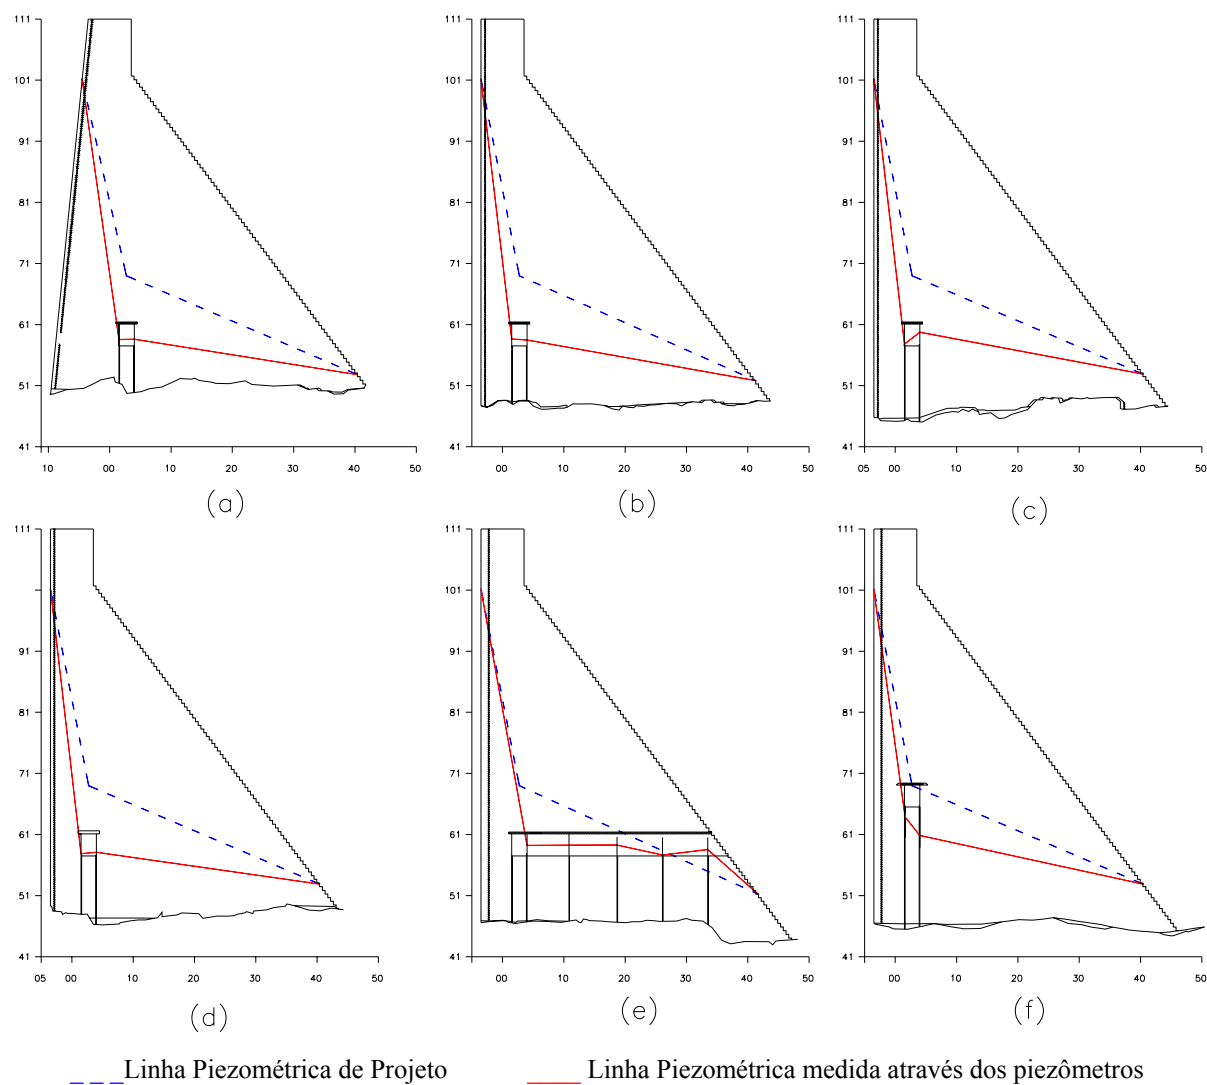 111 111 111
101 101 101
91 91 91
81 81 81
71 71 71
61 61 61
51 51 51
41 41 41
10 00 10 20 30 40 50 00 10 20 30 40 50 05 00 10 20 30 40 50
(a) (b) (c)
111 111 111
101 101
91 91 91
81 81 81
71 71 71
61 61 61
51 51 51
41 41 41
05 00 10 20 30 40 50 00 10 20 30 40 50 00 10 20 30 40 50
(d) (e) (f)
Linha Piezométrica de Projeto Linha Piezométrica medida através dos piezômetros